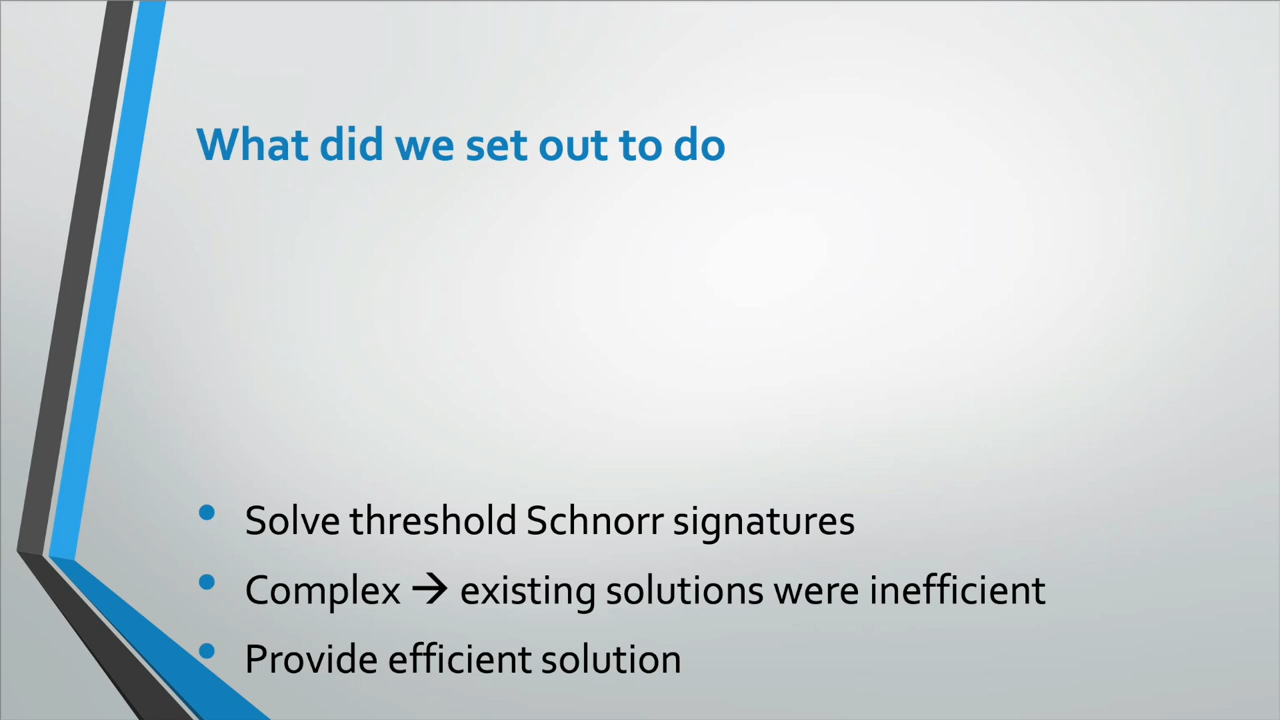 What did we set out to do
• Solve threshold Schnorr signatures
• Complex → existing solutions were inefficient
• Provide efficient solution